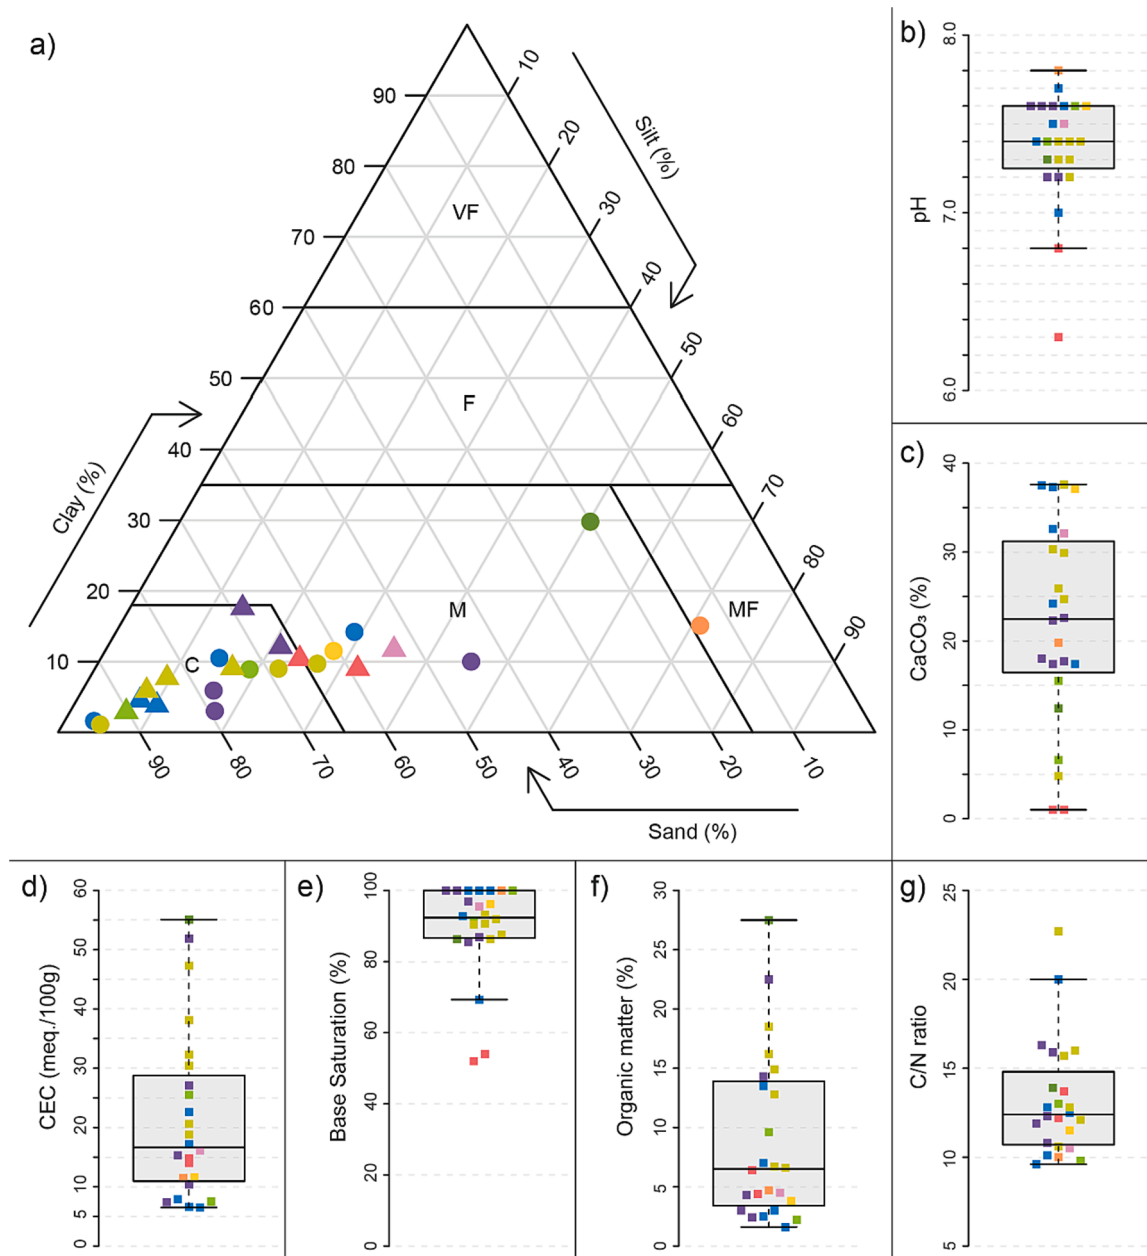 a)
90
80
70
60
50
40
30
20
10
Clay (%)
10
20
30
40
50
60
70
80
90
Silt (%)
VF
F
M
MF
C
90
80
70
60
50
40
30
20
10
Sand (%)
b)
pH
8.0
7.0
6.0
c)
CaCO₃ (%)
40
30
20
10
0
d)
CEC (meq./100g)
60
50
40
30
20
10
5
0
e)
Base Saturation (%)
100
80
60
40
20
0
f)
Organic matter (%)
30
25
20
15
10
5
0
g)
C/N ratio
25
20
15
10
5